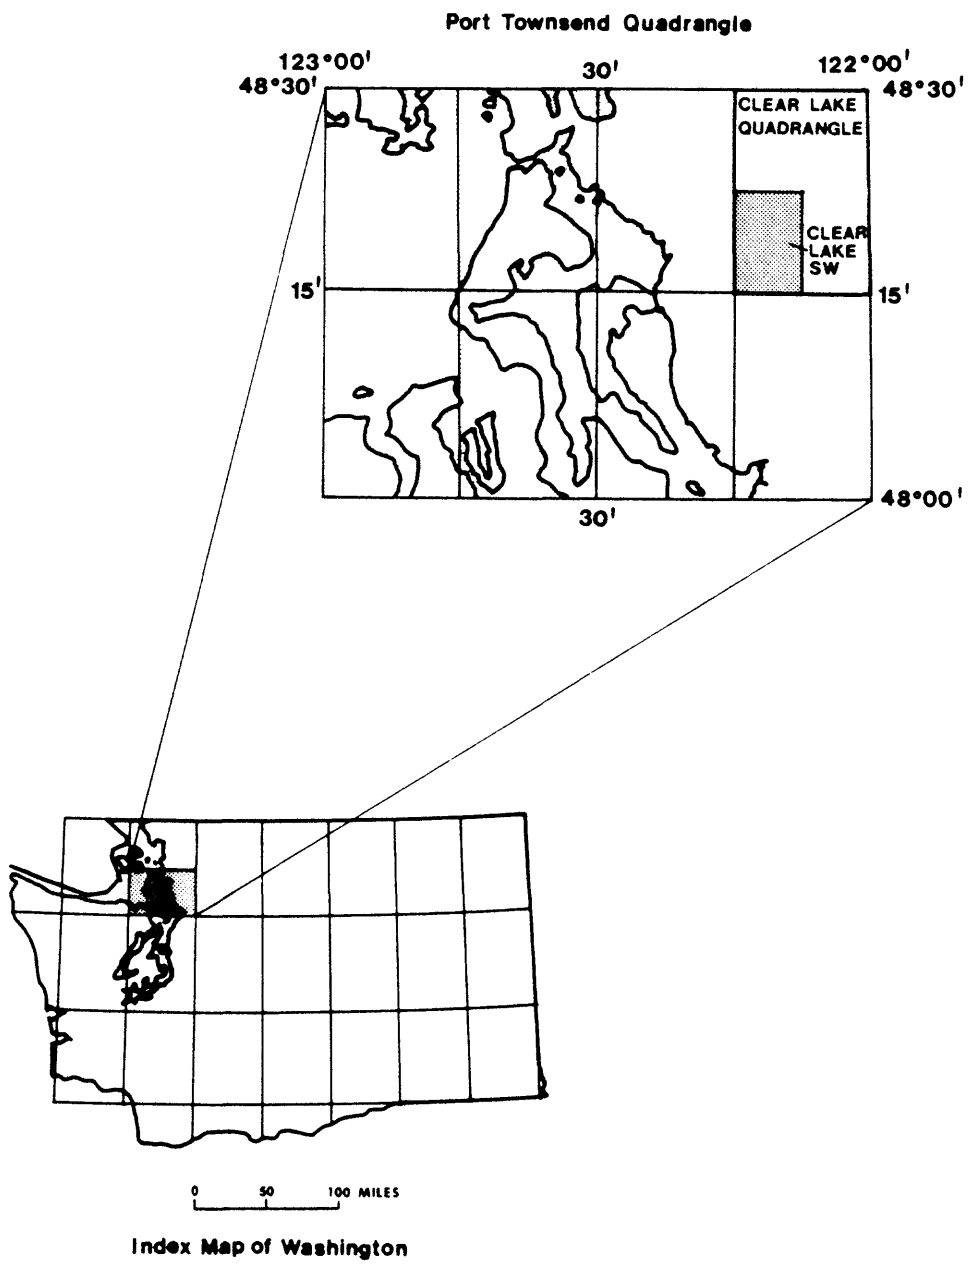 Port Townsend Quadrangle
123°00' 30' 122°00'
48°30' 48°30'
CLEAR LAKE
QUADRANGLE
CLEAR
LAKE
SW
15' 15'
48°00'
30'
0 50 100 MILES
Index Map of Washington